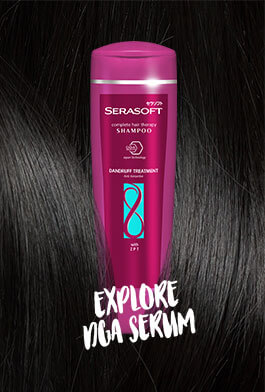 セラソフト
SERASOFT
complete hair therapy
SHAMPOO
Japan Technology
DANDRUFF TREATMENT
with
ZPT
EXPLORE
DGA SERUM